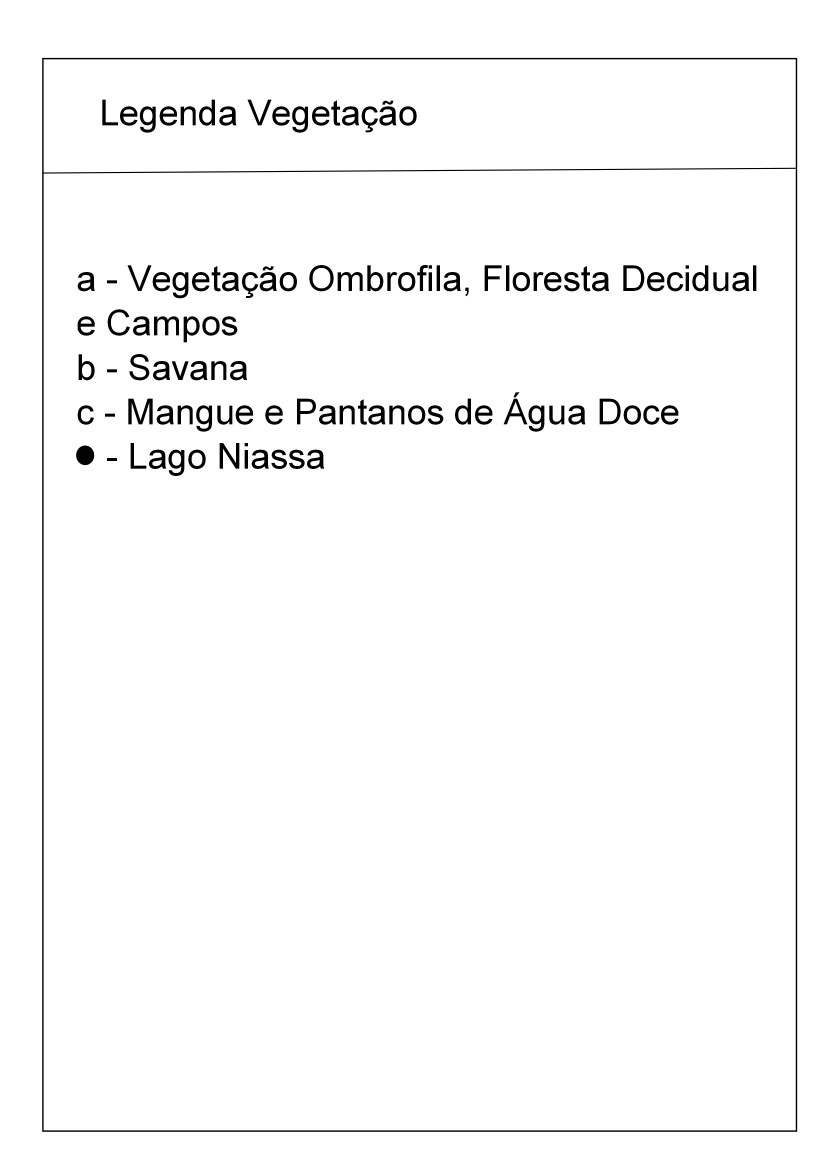 Legenda Vegetação
a - Vegetação Ombrofila, Floresta Decidual
e Campos
b - Savana
c - Mangue e Pantanos de Água Doce
● - Lago Niassa